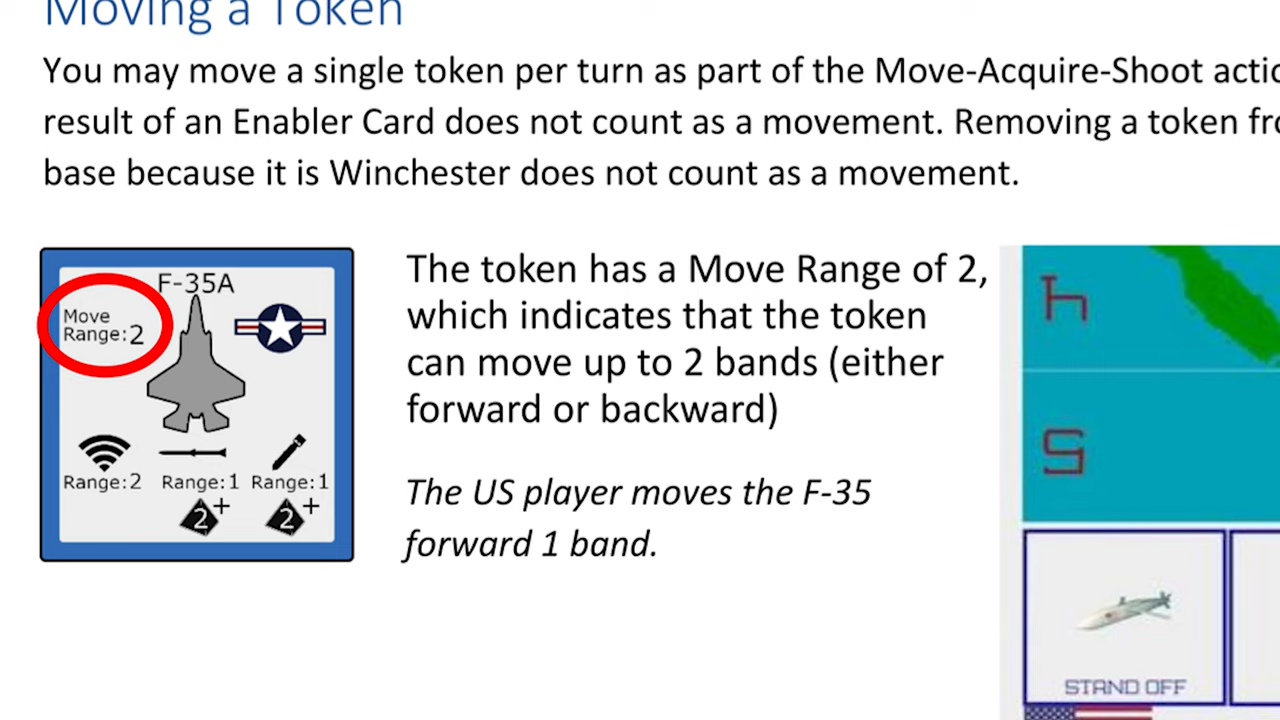 Moving a Token
You may move a single token per turn as part of the Move-Acquire-Shoot
result of an Enabler Card does not count as a movement. Removing a token
base because it is Winchester does not count as a movement.
F-35A
Move
Range:2
Range:2 Range:1 Range:1
2+ 2+
The token has a Move Range of 2,
which indicates that the token
can move up to 2 bands (either
forward or backward)
The US player moves the F-35
forward 1 band.
4
5
STAND OFF